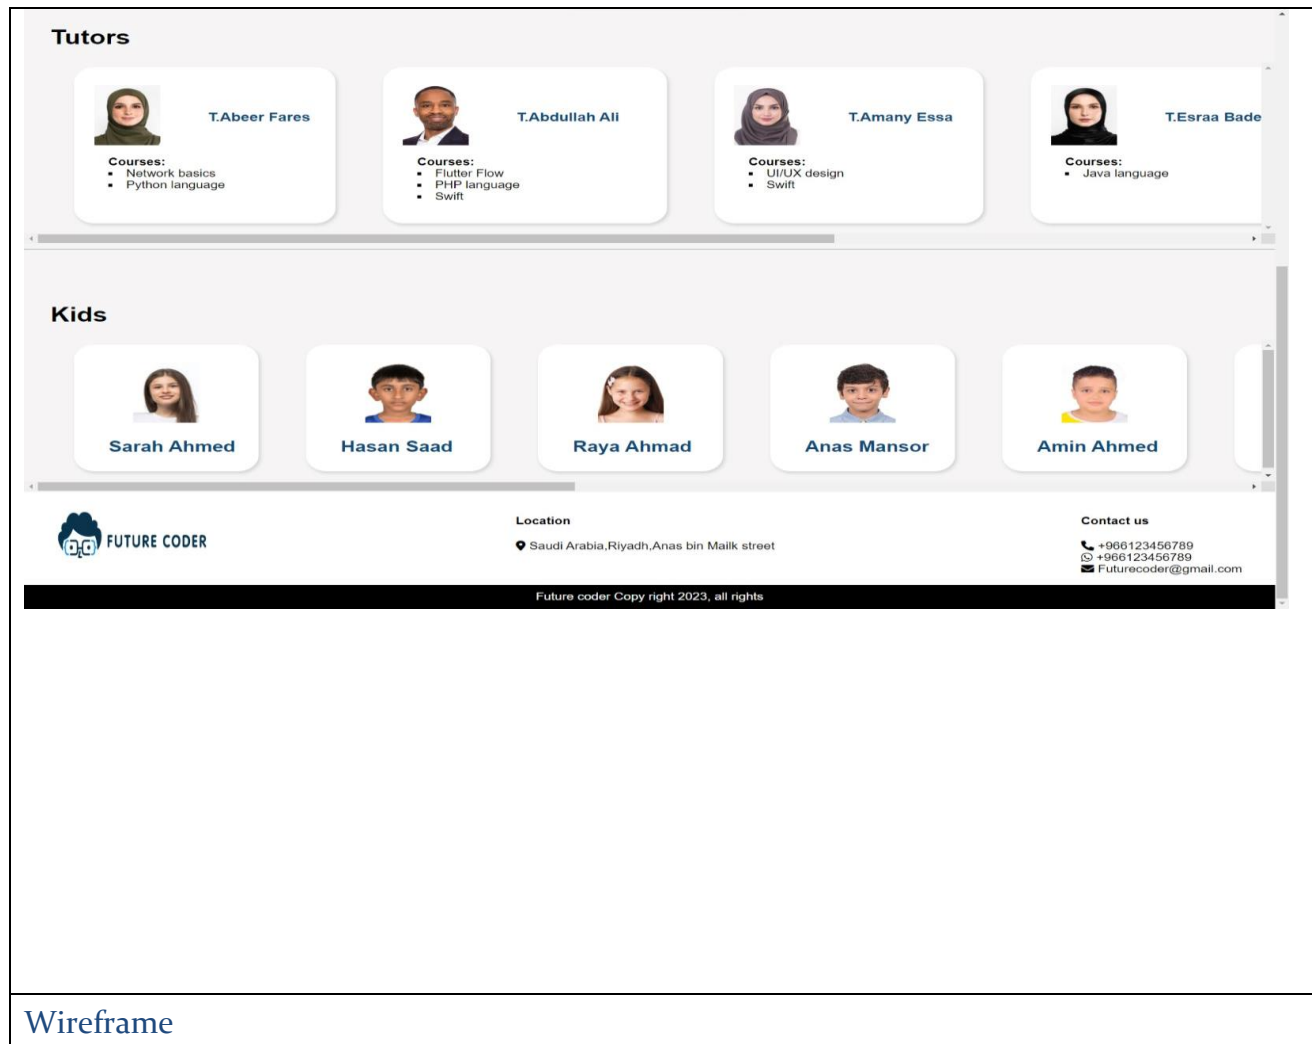 Tutors
T.Abeer Fares
Courses:
▪ Network basics
▪ Python language
T.Abdullah Ali
Courses:
▪ Flutter Flow
▪ PHP language
▪ Swift
T.Amany Essa
Courses:
▪ UI/UX design
▪ Swift
T.Esraa Bade
Courses:
▪ Java language
Kids
Sarah Ahmed
Hasan Saad
Raya Ahmad
Anas Mansor
Amin Ahmed
FUTURE CODER
Location
Saudi Arabia,Riyadh,Anas bin Mailk street
Contact us
+966123456789
+966123456789
Futurecoder@gmail.com
Future coder Copy right 2023, all rights
Wireframe